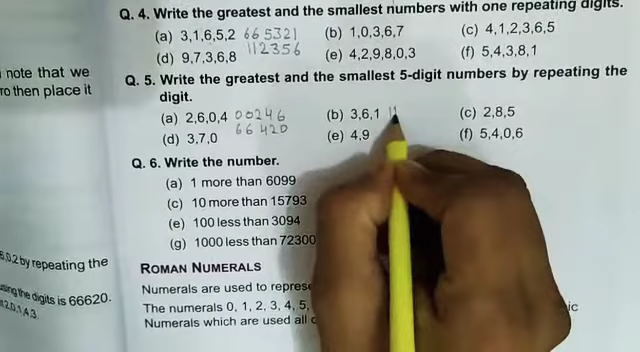 Q. 4. Write the greatest and the smallest numbers with one repeating digits.
(a) 3,1,6,5,2 665321 (b) 1,0,3,6,7 (c) 4,1,2,3,6,5
112356
(d) 9,7,3,6,8 (e) 4,2,9,8,0,3 (f) 5,4,3,8,1
note that we
ro then place it
Q. 5. Write the greatest and the smallest 5-digit numbers by repeating the
digit.
(a) 2,6,0,4 00246 (b) 3,6,1 11 (c) 2,8,5
66420
(d) 3,7,0 (e) 4,9 (f) 5,4,0,6
Q. 6. Write the number.
(a) 1 more than 6099
(c) 10 more than 15793
(e) 100 less than 3094
(g) 1000 less than 72300
6,0,2 by repeating the
using the digits is 66620.
ROMAN NUMERALS
Numerals are used to represe
The numerals 0, 1, 2, 3, 4, 5,
ic
Numerals which are used all